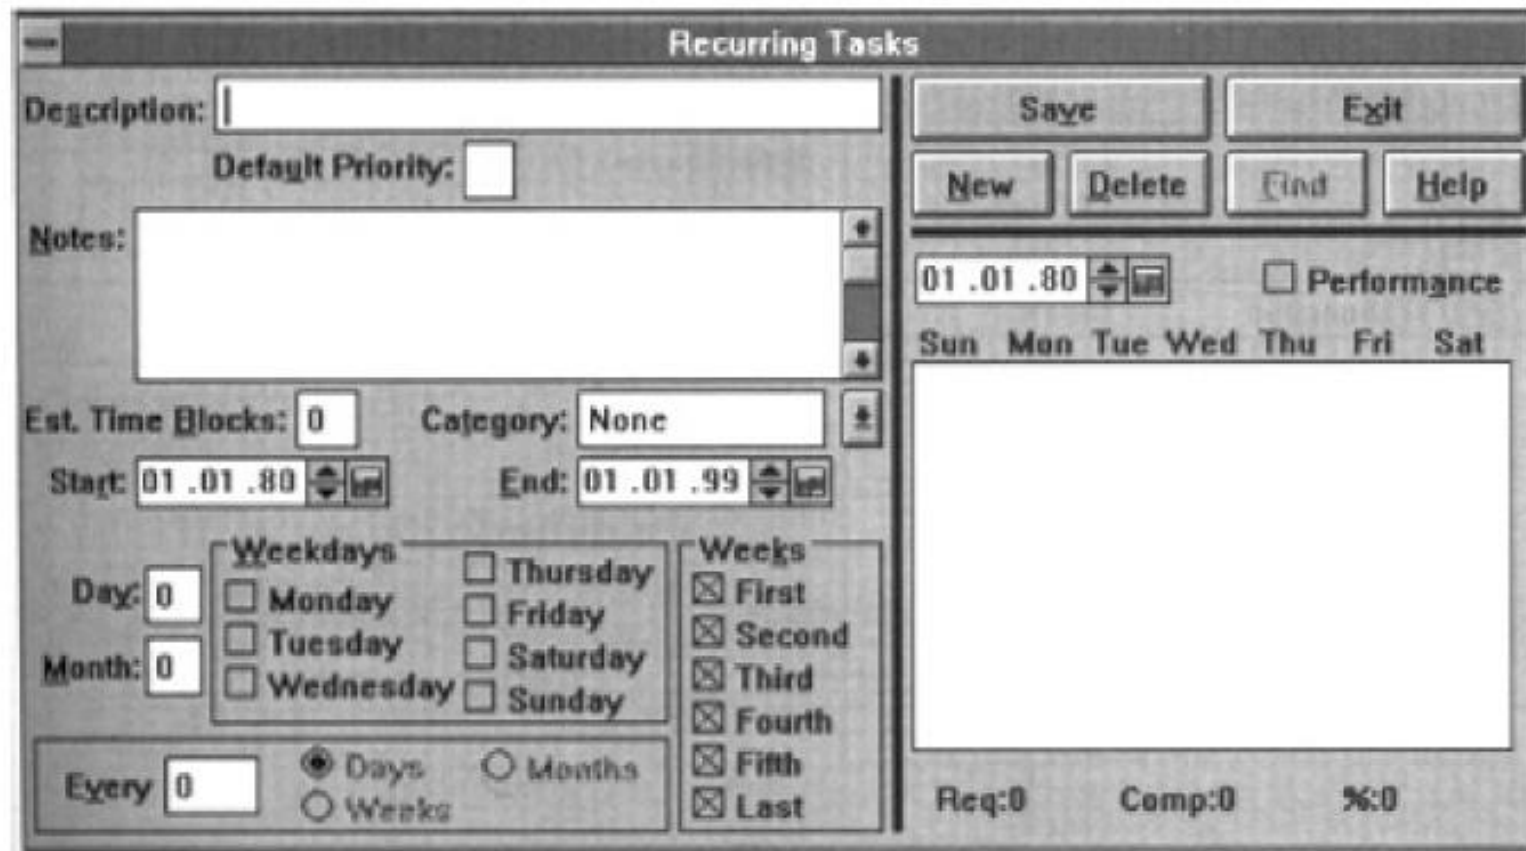 Recurring Tasks
Description:
Default Priority:
Notes:
Est. Time Blocks: 0 Category: None
Start: 01 .01 .80 End: 01 .01 .99
Day: 0
Month: 0
Weekdays
Monday
Tuesday
Wednesday
Thursday
Friday
Saturday
Sunday
Weeks
First
Second
Third
Fourth
Fifth
Last
Every 0 Days Months
Weeks
Save Exit
New Delete Find Help
01 .01 .80 Performance
Sun Mon Tue Wed Thu Fri Sat
Req:0 Comp:0 %:0